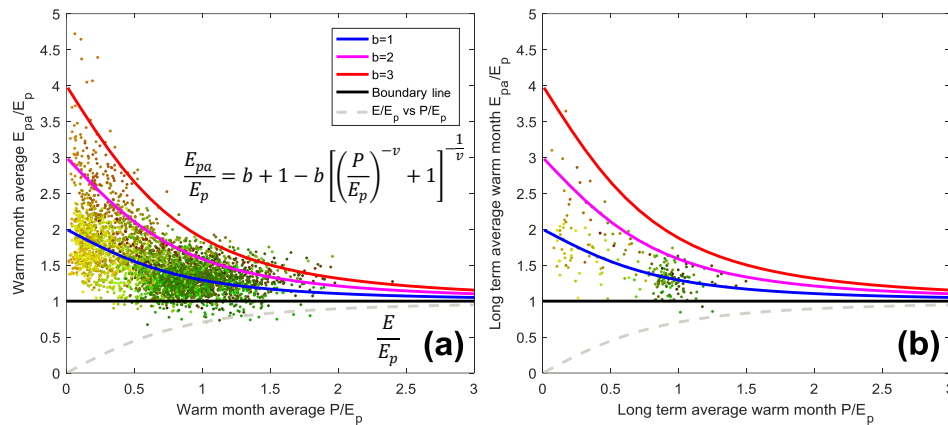 5
4.5
4
3.5
3
2.5
2
1.5
1
0.5
0
Warm month average E_pa/E_p
b=1
b=2
b=3
Boundary line
E/E_p vs P/E_p
E_pa/E_p = b + 1 − b [(P/E_p)^−v + 1]^−1/v
E/E_p
(a)
0 0.5 1 1.5 2 2.5 3
Warm month average P/E_p
5
4.5
4
3.5
3
2.5
2
1.5
1
0.5
0
Long term average warm month E_pa/E_p
(b)
0 0.5 1 1.5 2 2.5 3
Long term average warm month P/E_p